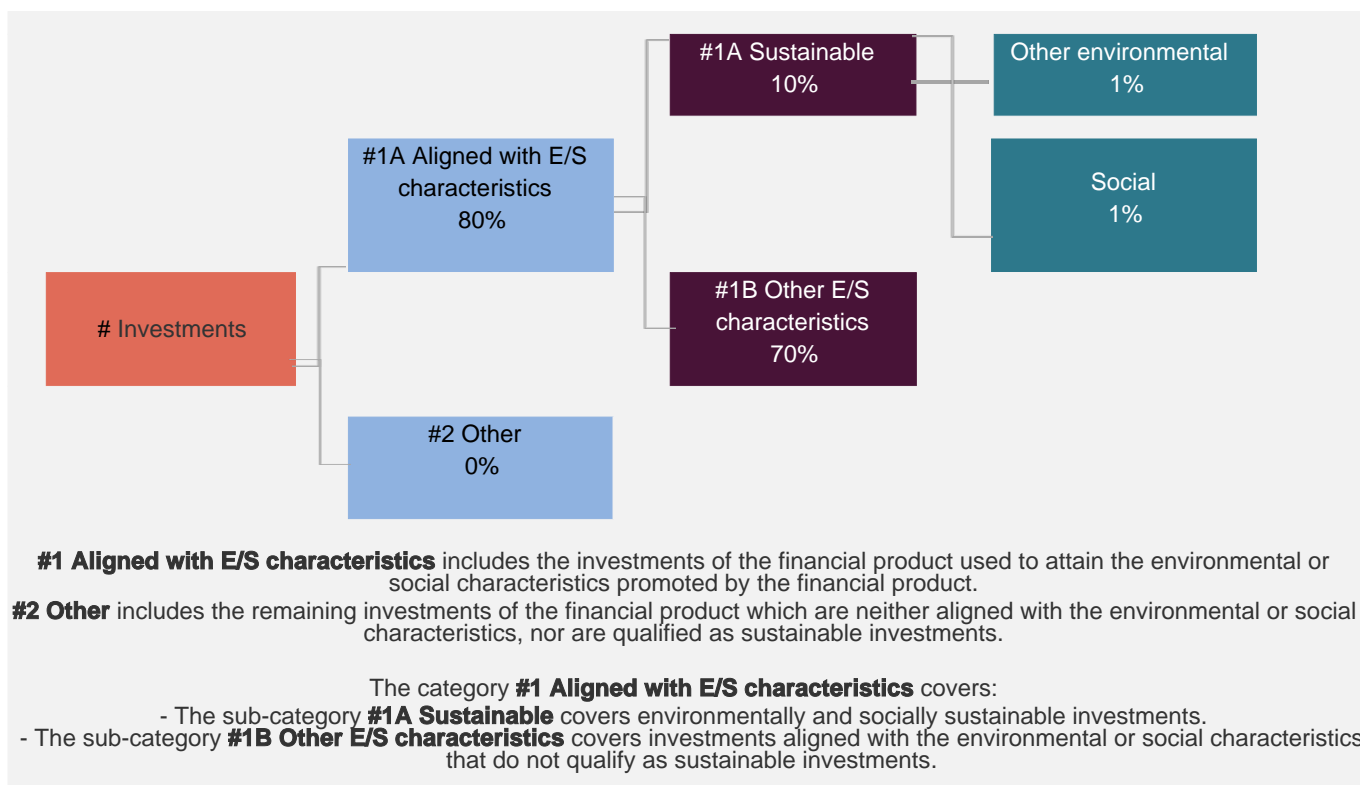 #1A Sustainable
10%
Other environmental
1%
#1A Aligned with E/S
characteristics
80%
Social
1%
# Investments
#1B Other E/S
characteristics
70%
#2 Other
0%
#1 Aligned with E/S characteristics includes the investments of the financial product used to attain the environmental or
social characteristics promoted by the financial product.
#2 Other includes the remaining investments of the financial product which are neither aligned with the environmental or social
characteristics, nor are qualified as sustainable investments.
The category #1 Aligned with E/S characteristics covers:
- The sub-category #1A Sustainable covers environmentally and socially sustainable investments.
- The sub-category #1B Other E/S characteristics covers investments aligned with the environmental or social characteristics
that do not qualify as sustainable investments.